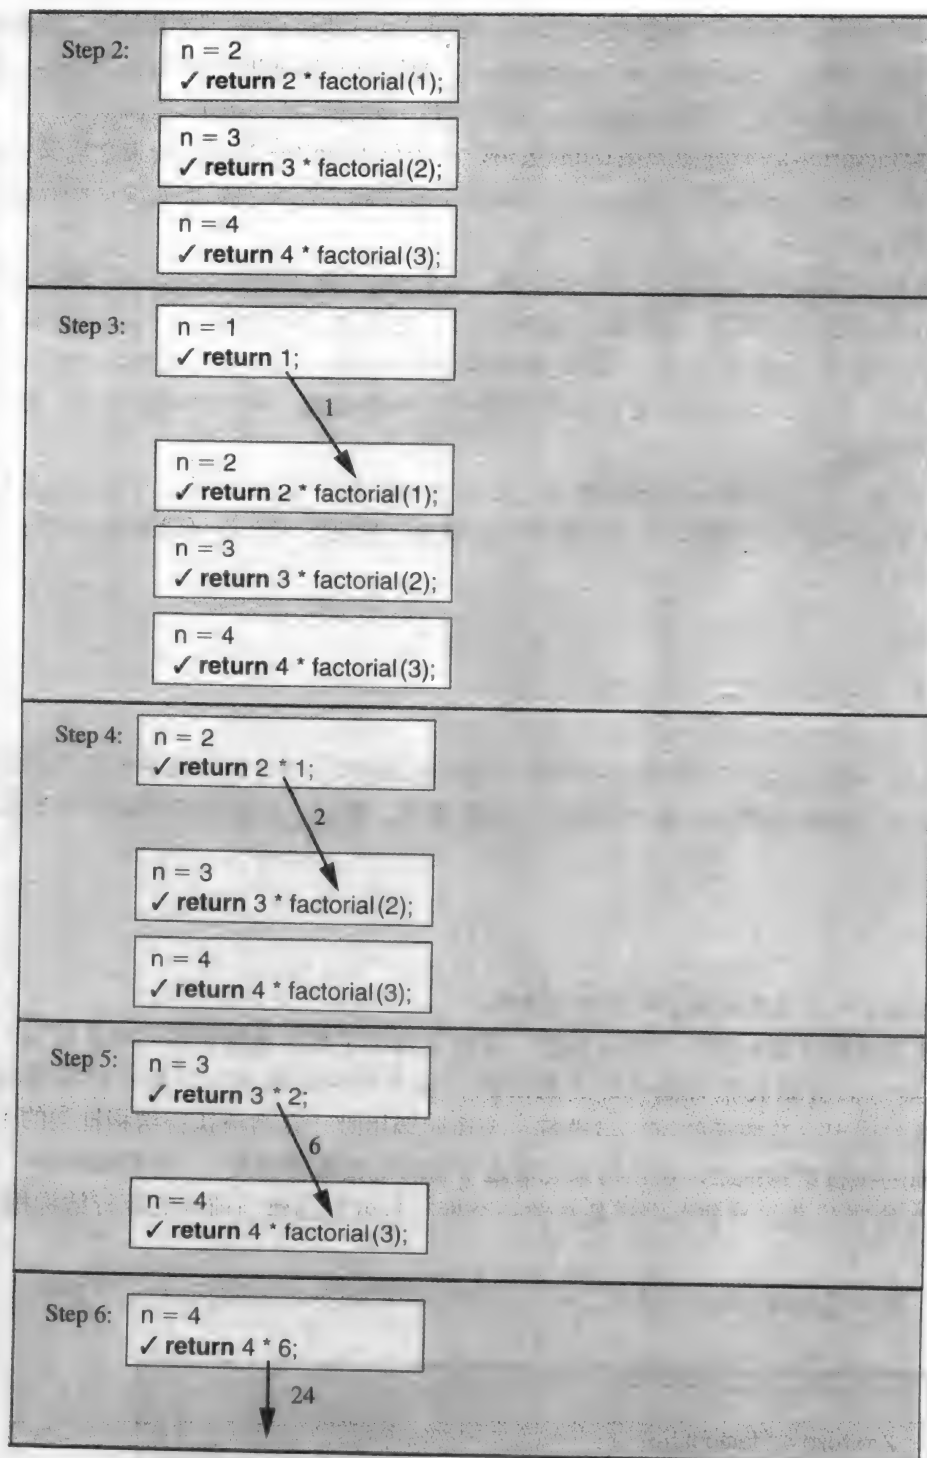 Step 2:
n = 2
✓ return 2 * factorial(1);
n = 3
✓ return 3 * factorial(2);
n = 4
✓ return 4 * factorial(3);
Step 3:
n = 1
✓ return 1;
1
n = 2
✓ return 2 * factorial(1);
n = 3
✓ return 3 * factorial(2);
n = 4
✓ return 4 * factorial(3);
Step 4:
n = 2
✓ return 2 * 1;
2
n = 3
✓ return 3 * factorial(2);
n = 4
✓ return 4 * factorial(3);
Step 5:
n = 3
✓ return 3 * 2;
6
n = 4
✓ return 4 * factorial(3);
Step 6:
n = 4
✓ return 4 * 6;
24